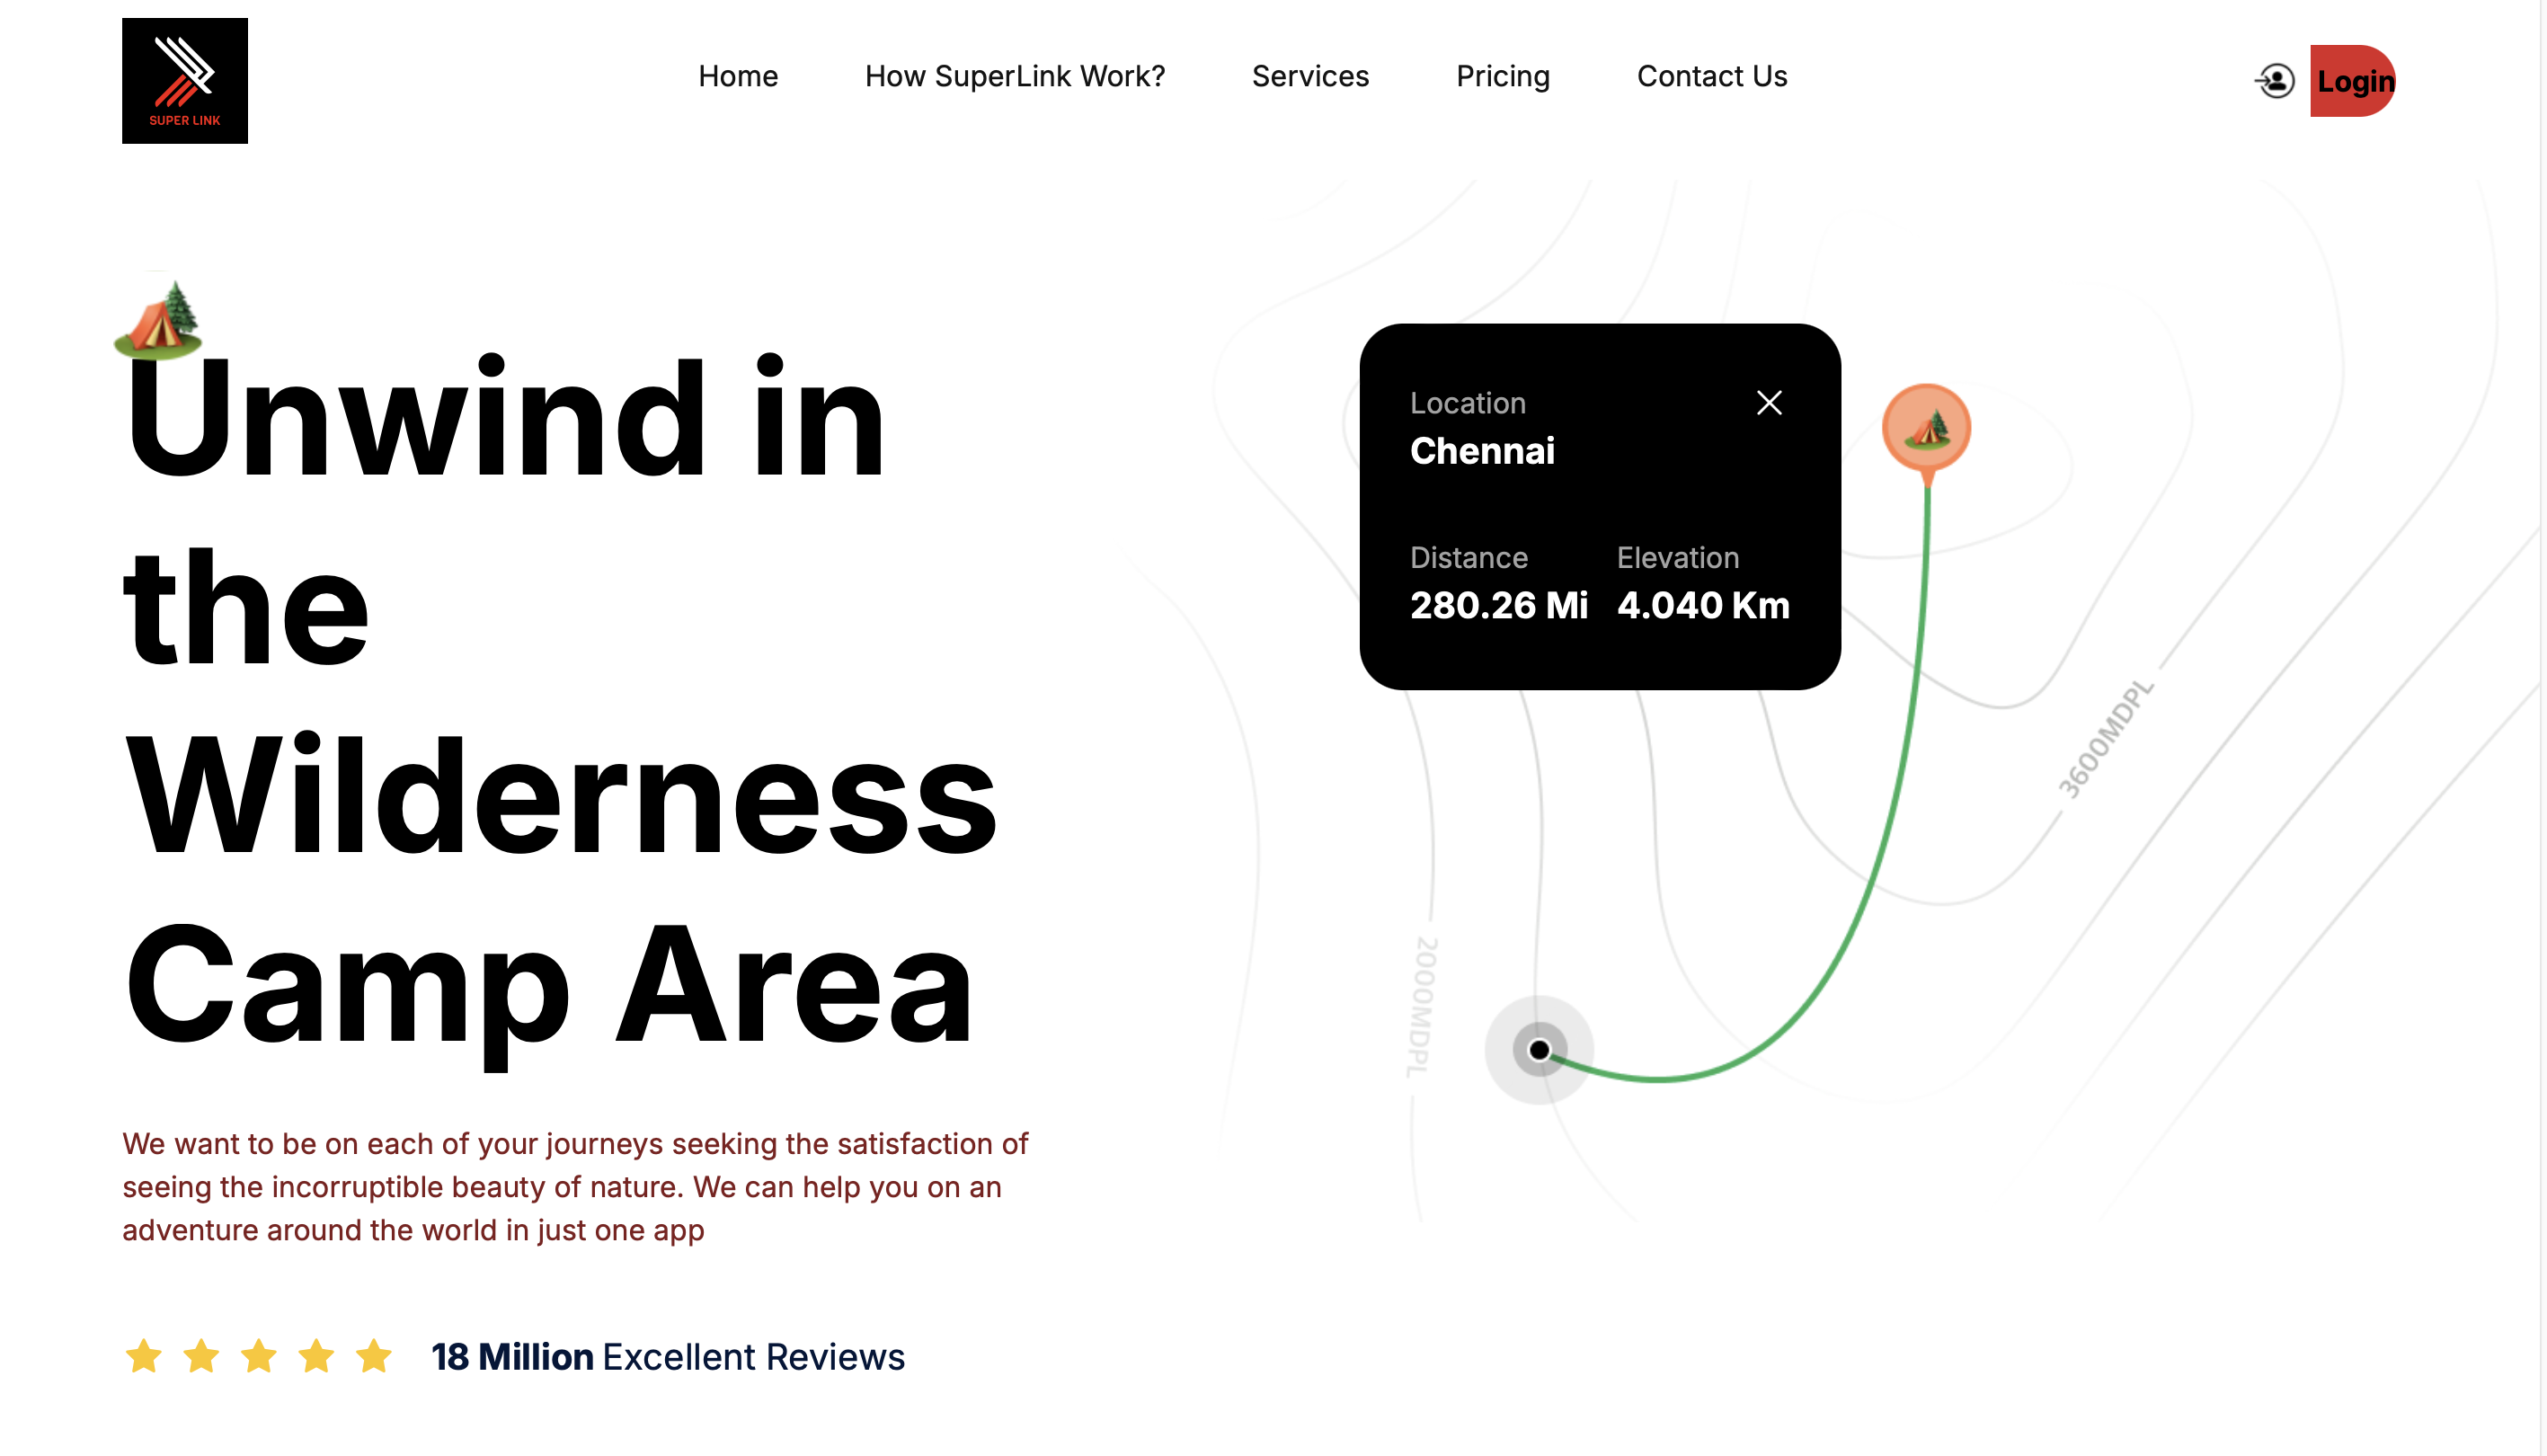 SUPER LINK
Home
How SuperLink Work?
Services
Pricing
Contact Us
Login
Unwind in
the
Wilderness
Camp Area
We want to be on each of your journeys seeking the satisfaction of
seeing the incorruptible beauty of nature. We can help you on an
adventure around the world in just one app
18 Million Excellent Reviews
Location
Chennai
Distance
280.26 Mi
Elevation
4.040 Km
3600MDPL
2000MDPL